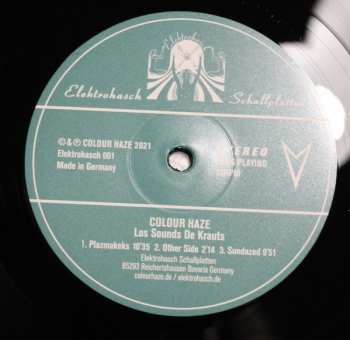 Elektrohasch Schallplatten
©&℗ COLOUR HAZE 2021
STEREO
Elektrohasch 001
PLAYING
Made in Germany
COLOUR HAZE
Los Sounds De Krauts
1. Plazmakeks 10'35 2. Other Side 2'14 3. Sundazed 9'51
Elektrohasch Schallplatten
85293 Reichertshausen Bavaria Germany
colourhaze.de / elektrohasch.de